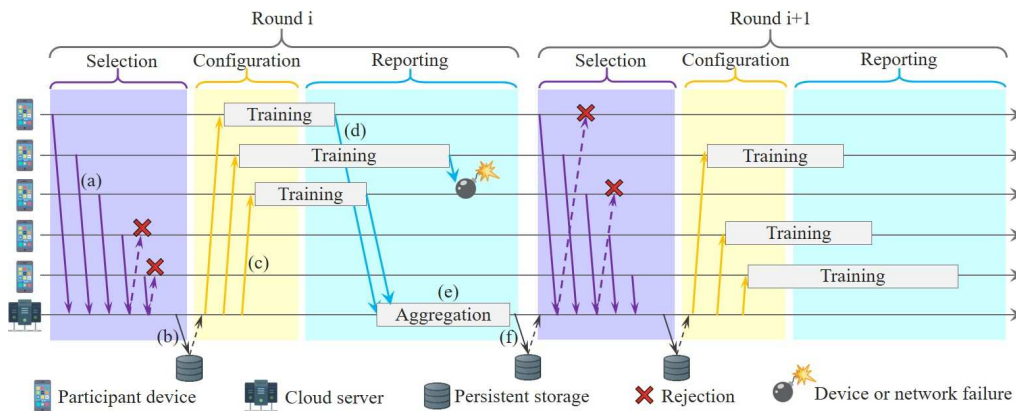 Round i
Round i+1
Selection
Configuration
Reporting
Selection
Configuration
Reporting
Training
(d)
Training
Training
(a)
Training
Training
(c)
Training
(e)
Aggregation
(b)
(f)
Participant device
Cloud server
Persistent storage
Rejection
Device or network failure